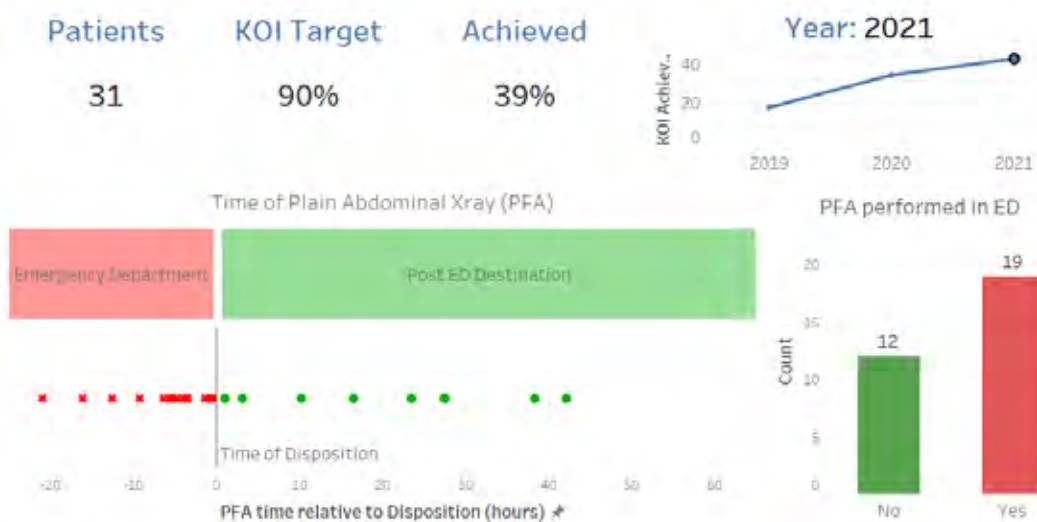 Patients KOI Target Achieved
31 90% 39%
Year: 2021
KOI Achiev..
40
20
0
2019 2020 2021
Time of Plain Abdominal Xray (PFA)
Emergency Department
Post ED Destination
Time of Disposition
-20 -10 0 10 20 30 40 50 60
PFA time relative to Disposition (hours)
PFA performed in ED
Count
20
15
10
5
0
12
19
No Yes